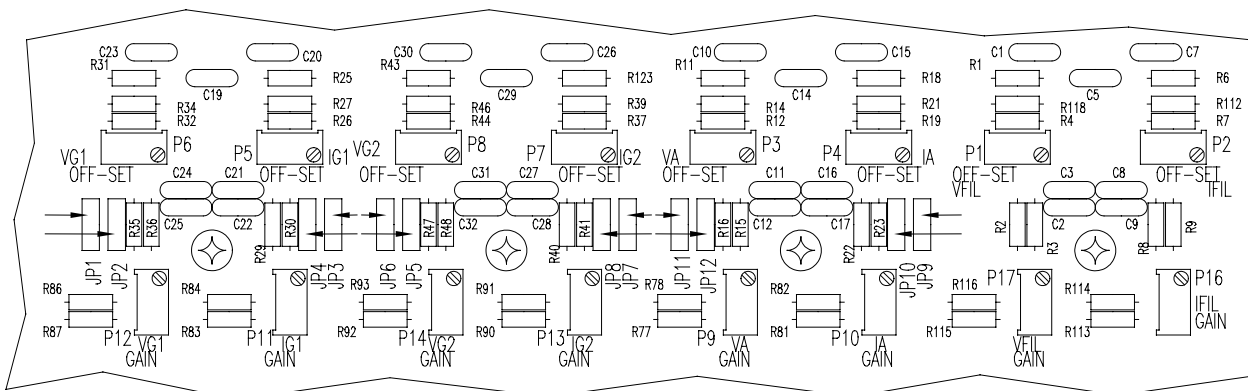 C23 C20 C30 C26 C10 C15 C1 C7
R31 R25 R43 R123 R11 R18 R1 R6
C19 C29 C14 C5
R34 R27 R46 R39 R14 R21 R118 R112
R32 R26 R44 R37 R12 R19 R4 R7
P6 P5 P8 P7 P3 P4 P1 P2
VG1 IG1 VG2 IG2 VA IA
OFF-SET OFF-SET OFF-SET OFF-SET OFF-SET OFF-SET OFF-SET OFF-SET
VFIL IFIL
C24 C21 C31 C27 C11 C16 C3 C8
C25 C22 C32 C28 C12 C17 C2 C9
R35 R36 R29 R30 R47 R48 R40 R41 R16 R15 R22 R23 R2 R3 R8 R9
JP1 JP2 JP4 JP3 JP6 JP5 JP8 JP7 JP11 JP12 JP10 JP9
R86 R84 R93 R91 R78 R82 R116 P17 R114 P16
R87 R83 R92 R90 R77 R81 R115 R113
P12 P11 P14 P13 P9 P10
VG1 GAIN
IG1 GAIN
VG2 GAIN
IG2 GAIN
VA GAIN
IA GAIN
VFIL GAIN
IFIL GAIN